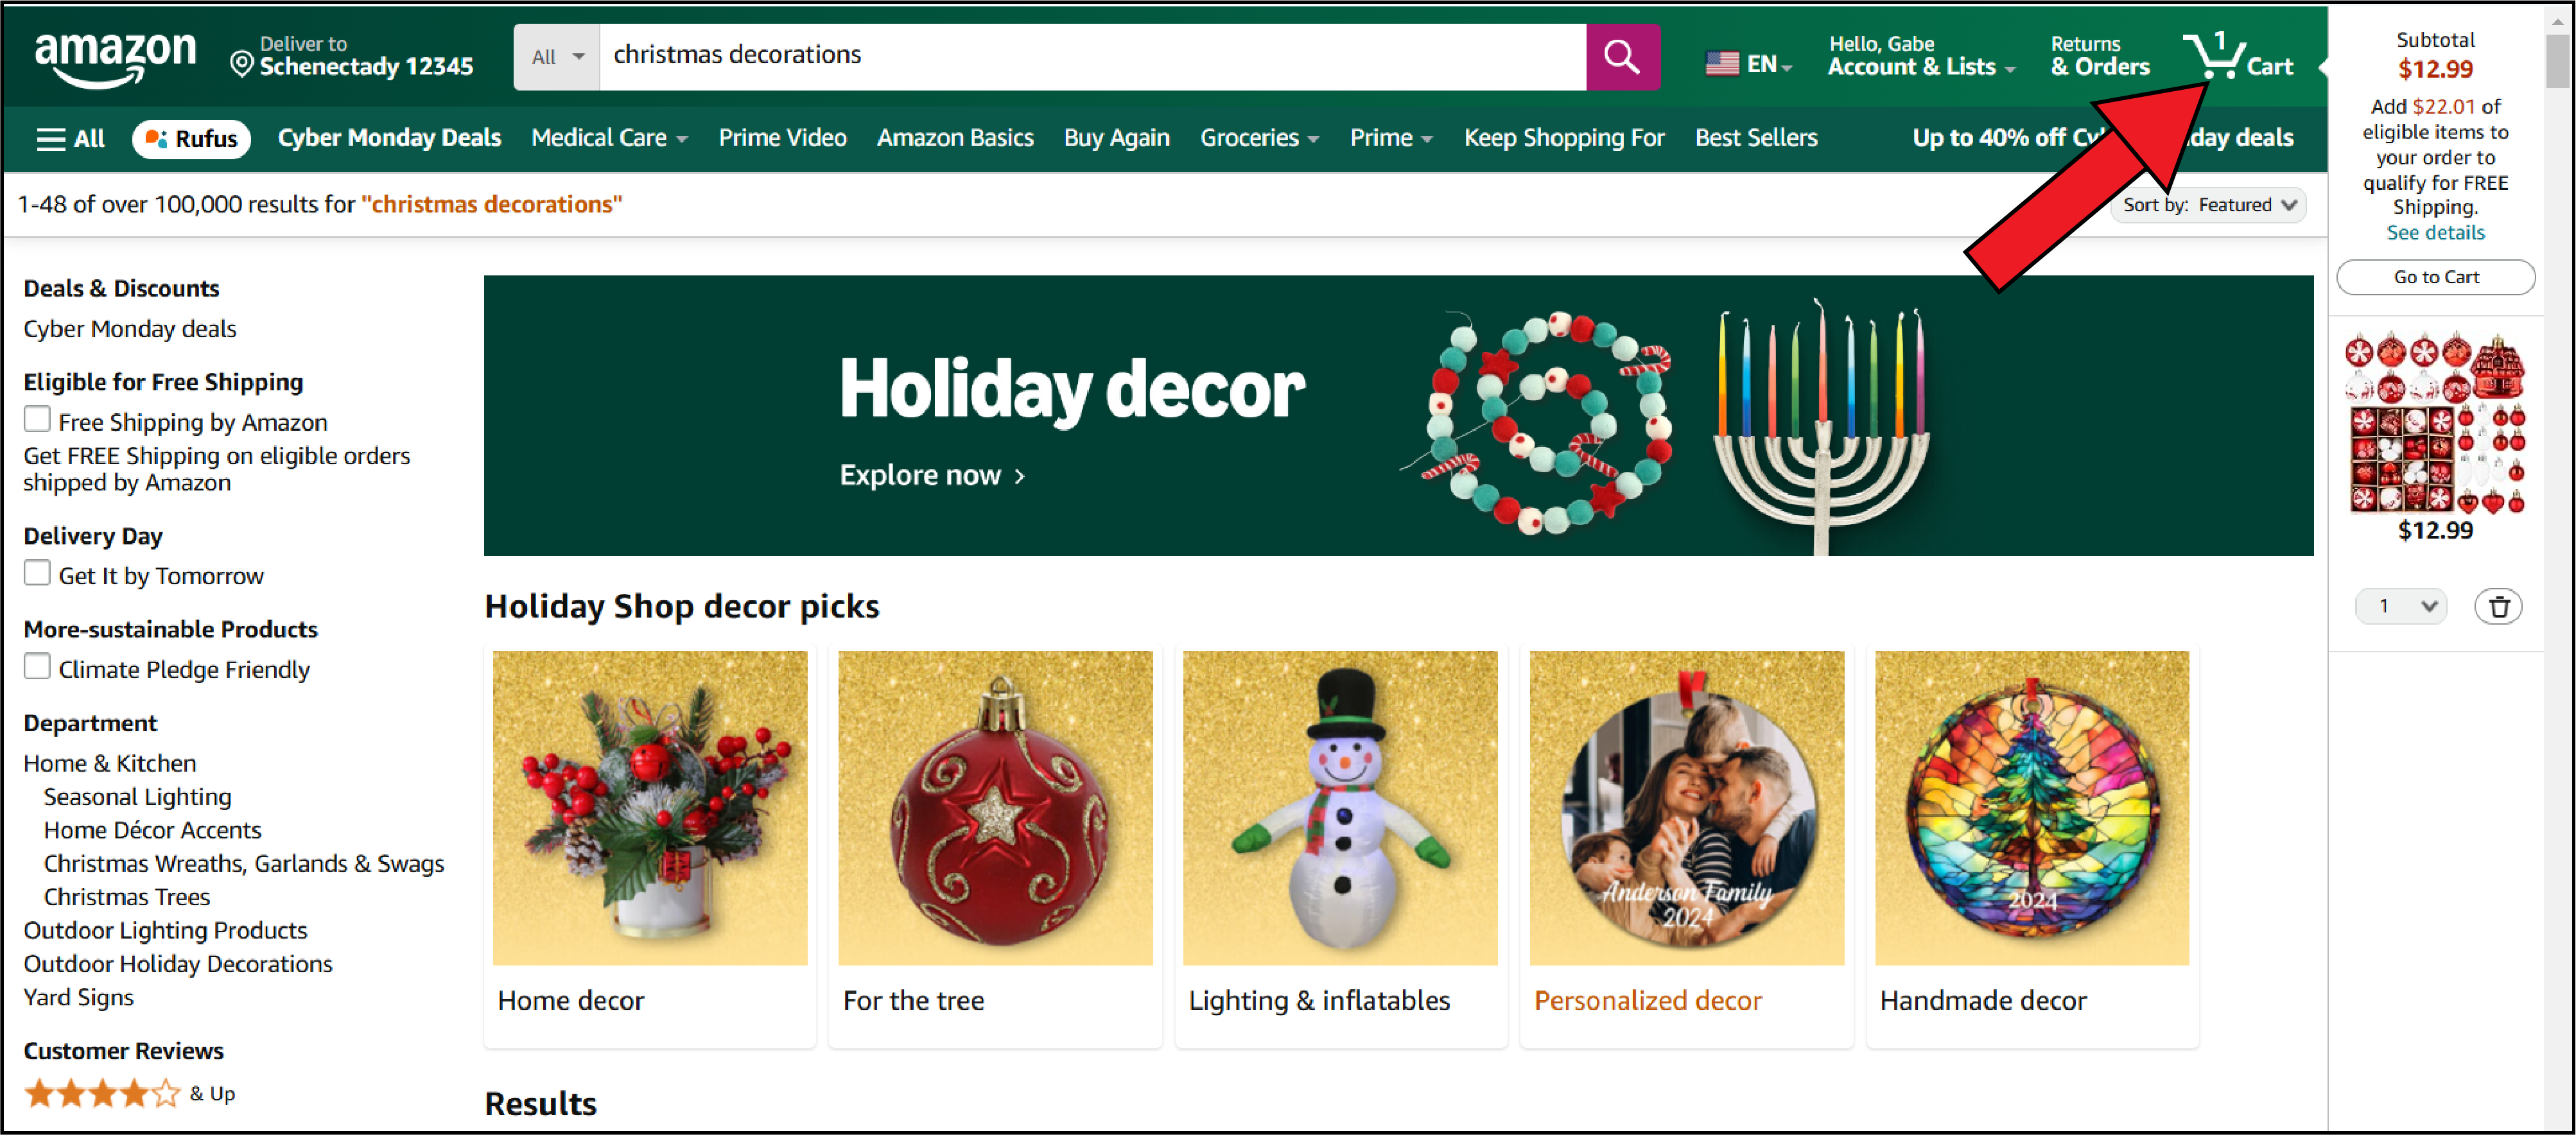 amazon
Deliver to
Schenectady 12345
All
christmas decorations
EN
Hello, Gabe
Account & Lists
Returns
& Orders
1
Cart
All
Rufus
Cyber Monday Deals
Medical Care
Prime Video
Amazon Basics
Buy Again
Groceries
Prime
Keep Shopping For
Best Sellers
Up to 40% off Cy day deals
1-48 of over 100,000 results for "christmas decorations"
Sort by: Featured
Deals & Discounts
Cyber Monday deals
Eligible for Free Shipping
Free Shipping by Amazon
Get FREE Shipping on eligible orders
shipped by Amazon
Delivery Day
Get It by Tomorrow
More-sustainable Products
Climate Pledge Friendly
Department
Home & Kitchen
Seasonal Lighting
Home Décor Accents
Christmas Wreaths, Garlands & Swags
Christmas Trees
Outdoor Lighting Products
Outdoor Holiday Decorations
Yard Signs
Customer Reviews
& Up
Holiday decor
Explore now ›
Holiday Shop decor picks
Anderson Family
2024
2024
Home decor
For the tree
Lighting & inflatables
Personalized decor
Handmade decor
Results
Subtotal
$12.99
Add $22.01 of
eligible items to
your order to
qualify for FREE
Shipping.
See details
Go to Cart
$12.99
1